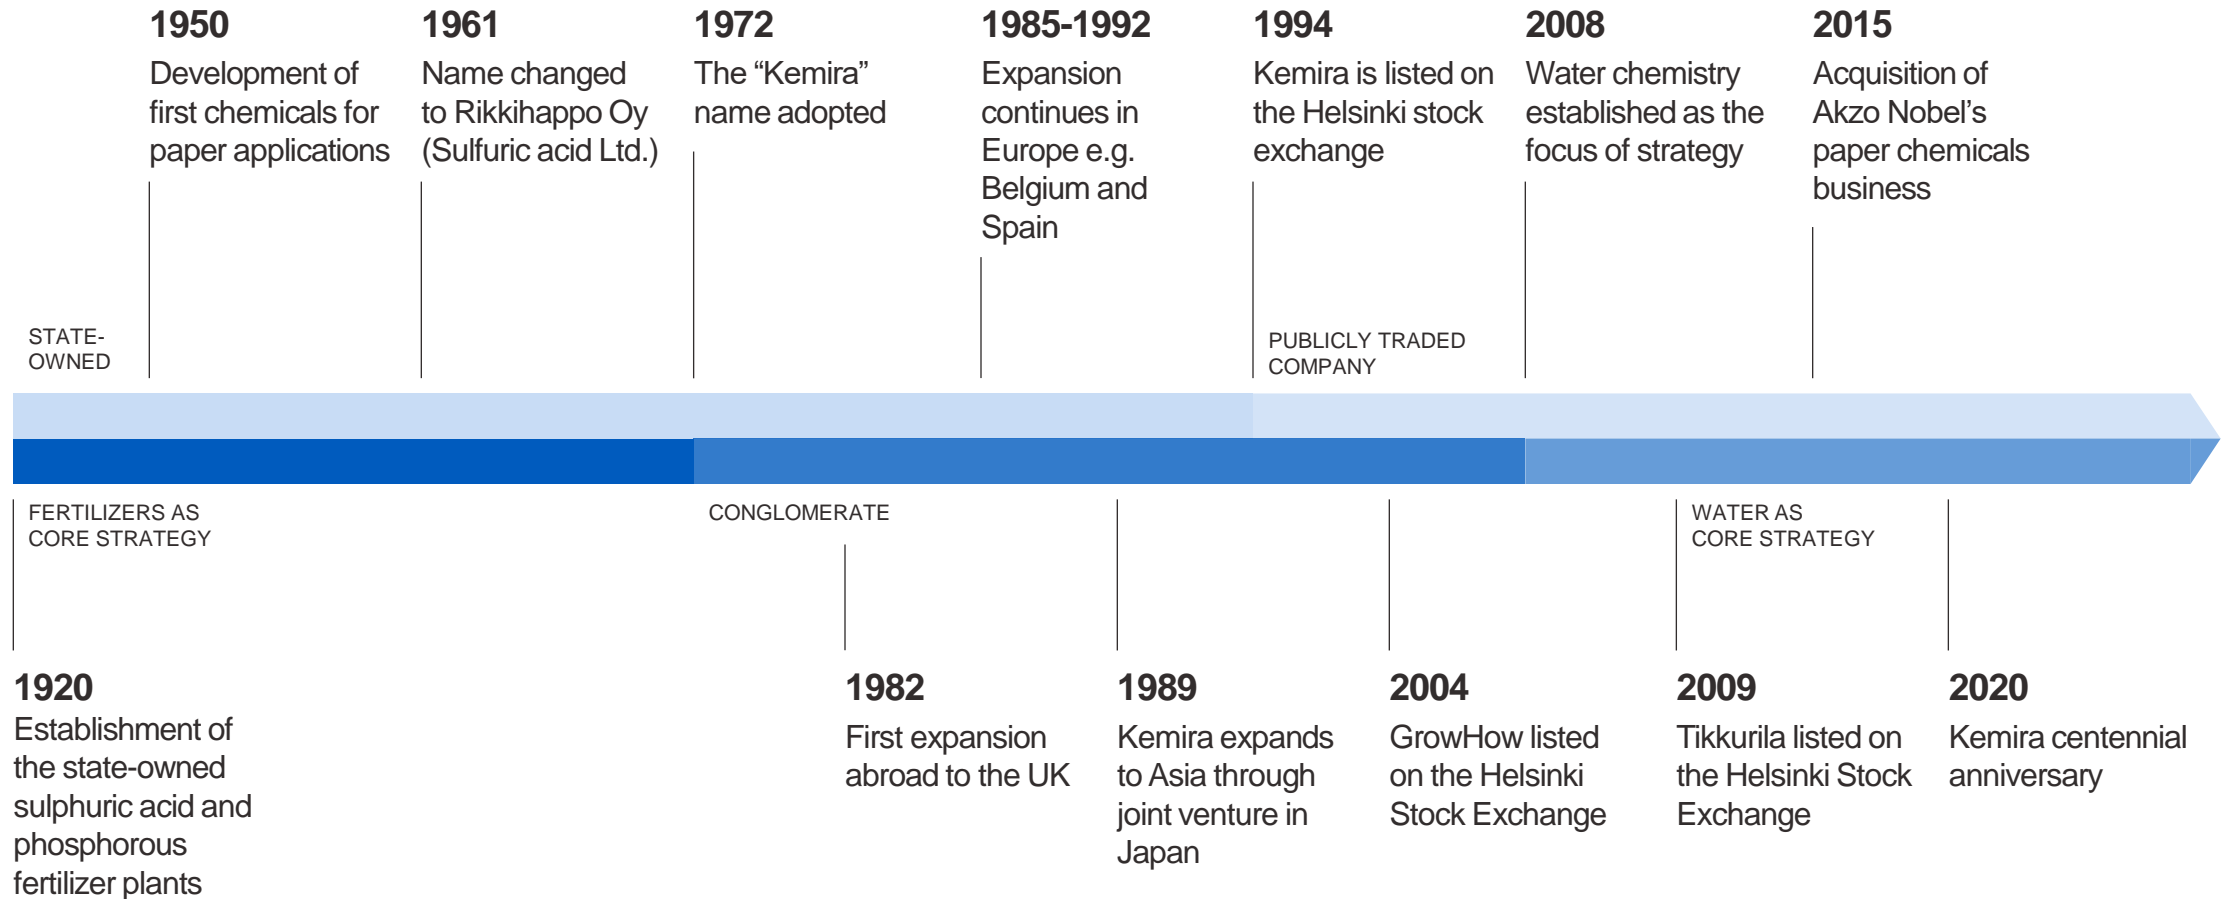 1950
Development of
first chemicals for
paper applications
1961
Name changed
to Rikkihappo Oy
(Sulfuric acid Ltd.)
1972
The “Kemira”
name adopted
1985-1992
Expansion
continues in
Europe e.g.
Belgium and
Spain
1994
Kemira is listed on
the Helsinki stock
exchange
2008
Water chemistry
established as the
focus of strategy
2015
Acquisition of
Akzo Nobel’s
paper chemicals
business
STATE-
OWNED
PUBLICLY TRADED
COMPANY
FERTILIZERS AS
CORE STRATEGY
CONGLOMERATE
WATER AS
CORE STRATEGY
1920
Establishment of
the state-owned
sulphuric acid and
phosphorous
fertilizer plants
1982
First expansion
abroad to the UK
1989
Kemira expands
to Asia through
joint venture in
Japan
2004
GrowHow listed
on the Helsinki
Stock Exchange
2009
Tikkurila listed on
the Helsinki Stock
Exchange
2020
Kemira centennial
anniversary